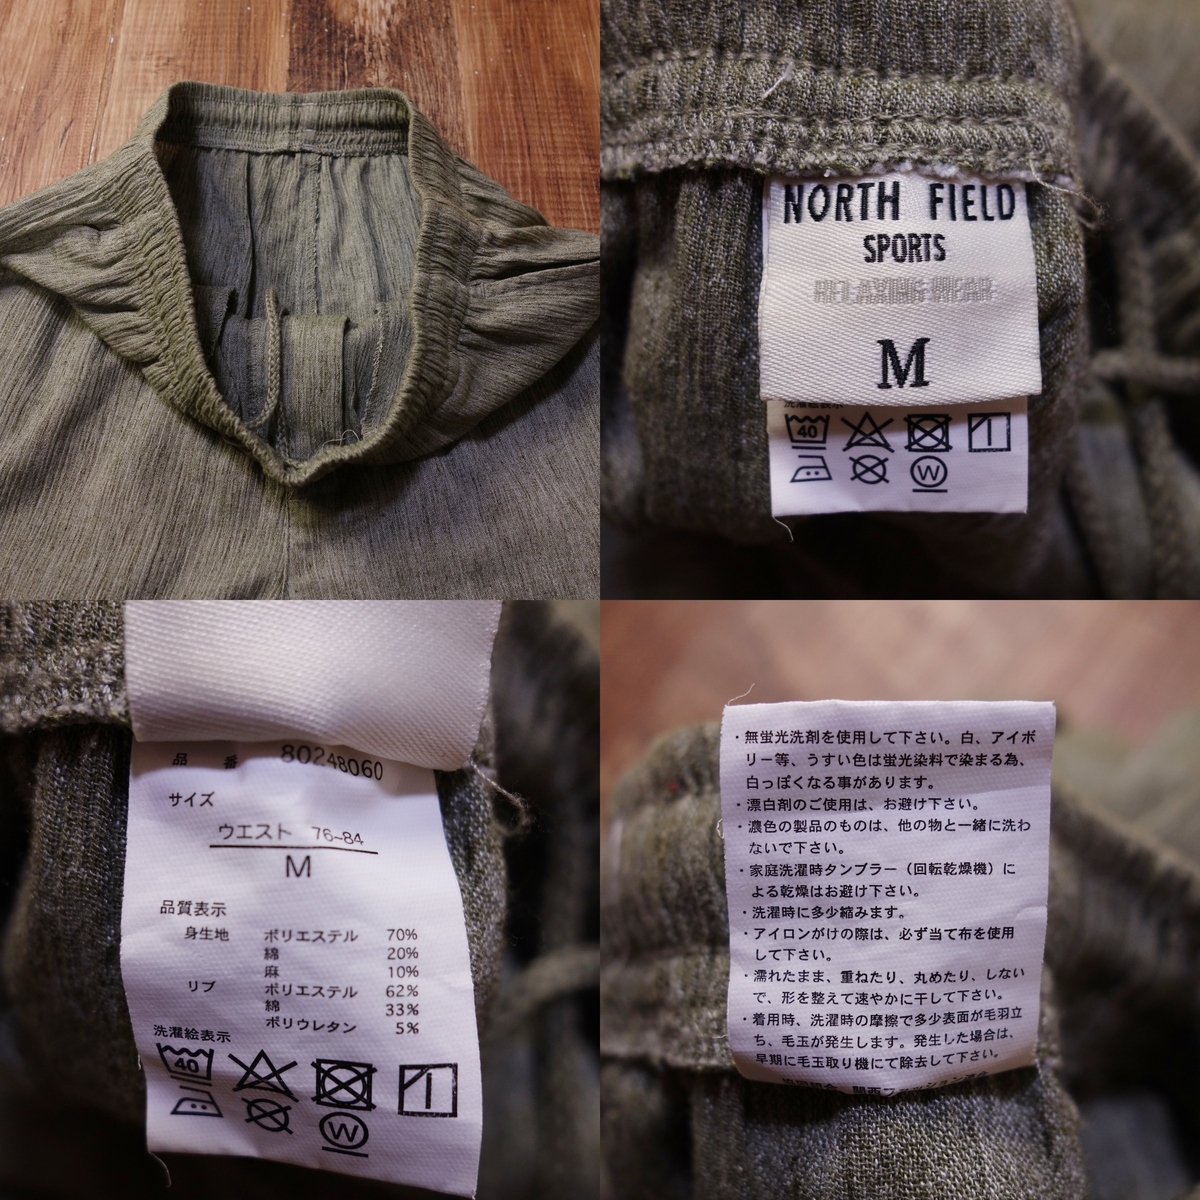 NORTH FIELD
SPORTS
RELAXING WEAR
M
洗濯絵表示
40
W
品 番 80248060
サイズ
ウエスト 76-84
M
品質表示
身生地 ポリエステル 70%
綿 20%
麻 10%
リブ ポリエステル 62%
綿 33%
ポリウレタン 5%
洗濯絵表示
40
W
・無蛍光洗剤を使用して下さい。白、アイボ
リー等、うすい色は蛍光染料で染まる為、
白っぽくなる事があります。
・漂白剤のご使用は、お避け下さい。
・濃色の製品のものは、他の物と一緒に洗わ
ないで下さい。
・家庭洗濯時タンブラー（回転乾燥機）に
よる乾燥はお避け下さい。
・洗濯時に多少縮みます。
・アイロンがけの際は、必ず当て布を使用
して下さい。
・濡れたまま、重ねたり、丸めたり、しない
で、形を整えて速やかに干して下さい。
・着用時、洗濯時の摩擦で多少表面が毛羽立
ち、毛玉が発生します。発生した場合は、
早期に毛玉取り機にて除去して下さい。